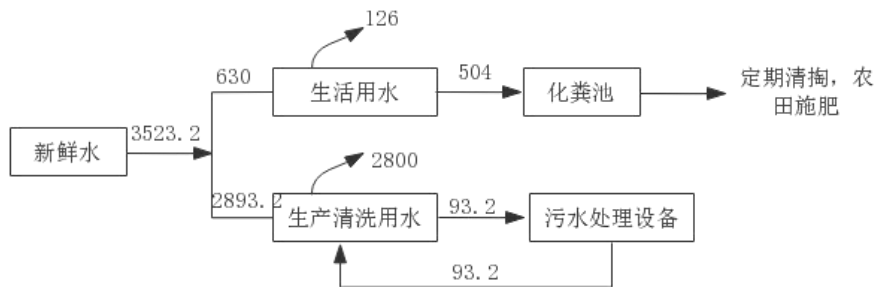 126
630
生活用水
504
化粪池
定期清掏，农
田施肥
新鲜水
3523.2
2800
2893.2
生产清洗用水
93.2
污水处理设备
93.2